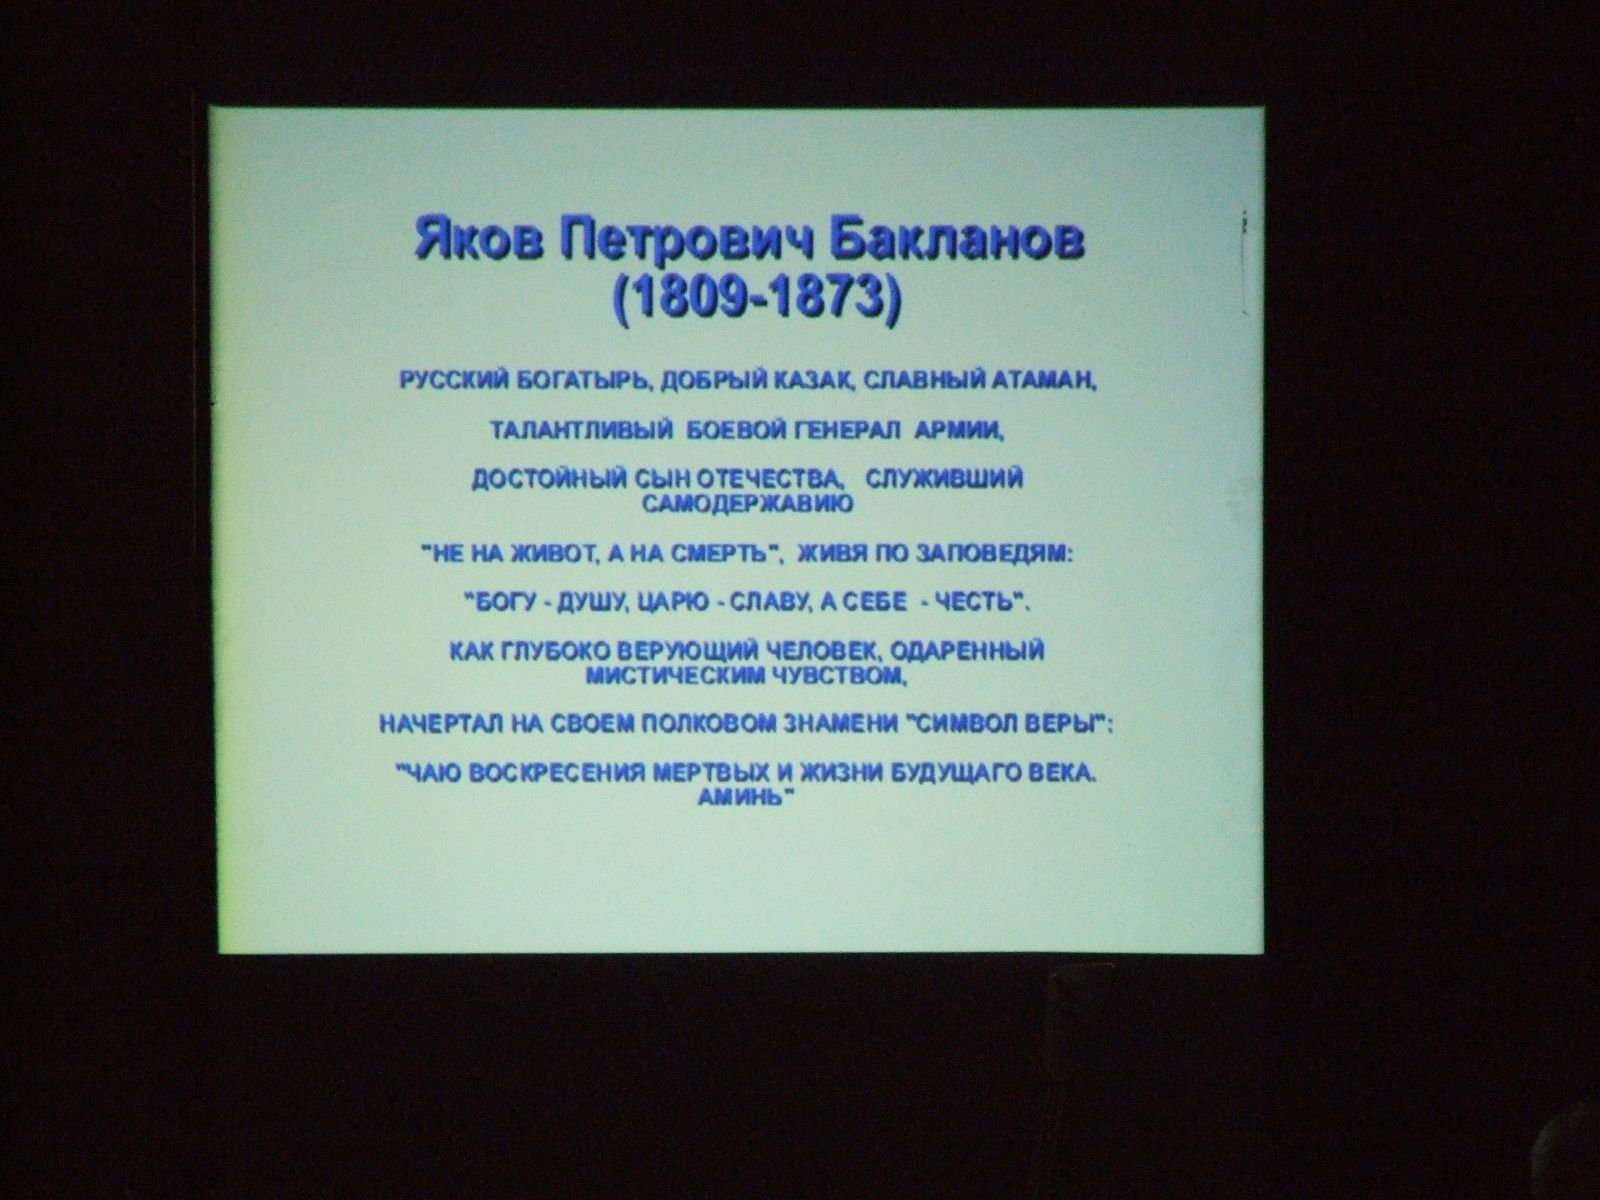 Яков Петрович Бакланов
(1809-1873)
РУССКИЙ БОГАТЫРЬ, ДОБРЫЙ КАЗАК, СЛАВНЫЙ АТАМАН,
ТАЛАНТЛИВЫЙ БОЕВОЙ ГЕНЕРАЛ АРМИИ,
ДОСТОЙНЫЙ СЫН ОТЕЧЕСТВА, СЛУЖИВШИЙ
САМОДЕРЖАВИЮ
"НЕ НА ЖИВОТ, А НА СМЕРТЬ", ЖИВЯ ПО ЗАПОВЕДЯМ:
"БОГУ - ДУШУ, ЦАРЮ - СЛАВУ, А СЕБЕ - ЧЕСТЬ".
КАК ГЛУБОКО ВЕРУЮЩИЙ ЧЕЛОВЕК, ОДАРЕННЫЙ
МИСТИЧЕСКИМ ЧУВСТВОМ,
НАЧЕРТАЛ НА СВОЕМ ПОЛКОВОМ ЗНАМЕНИ "СИМВОЛ ВЕРЫ":
"ЧАЮ ВОСКРЕСЕНИЯ МЕРТВЫХ И ЖИЗНИ БУДУЩАГО ВЕКА.
АМИНЬ"